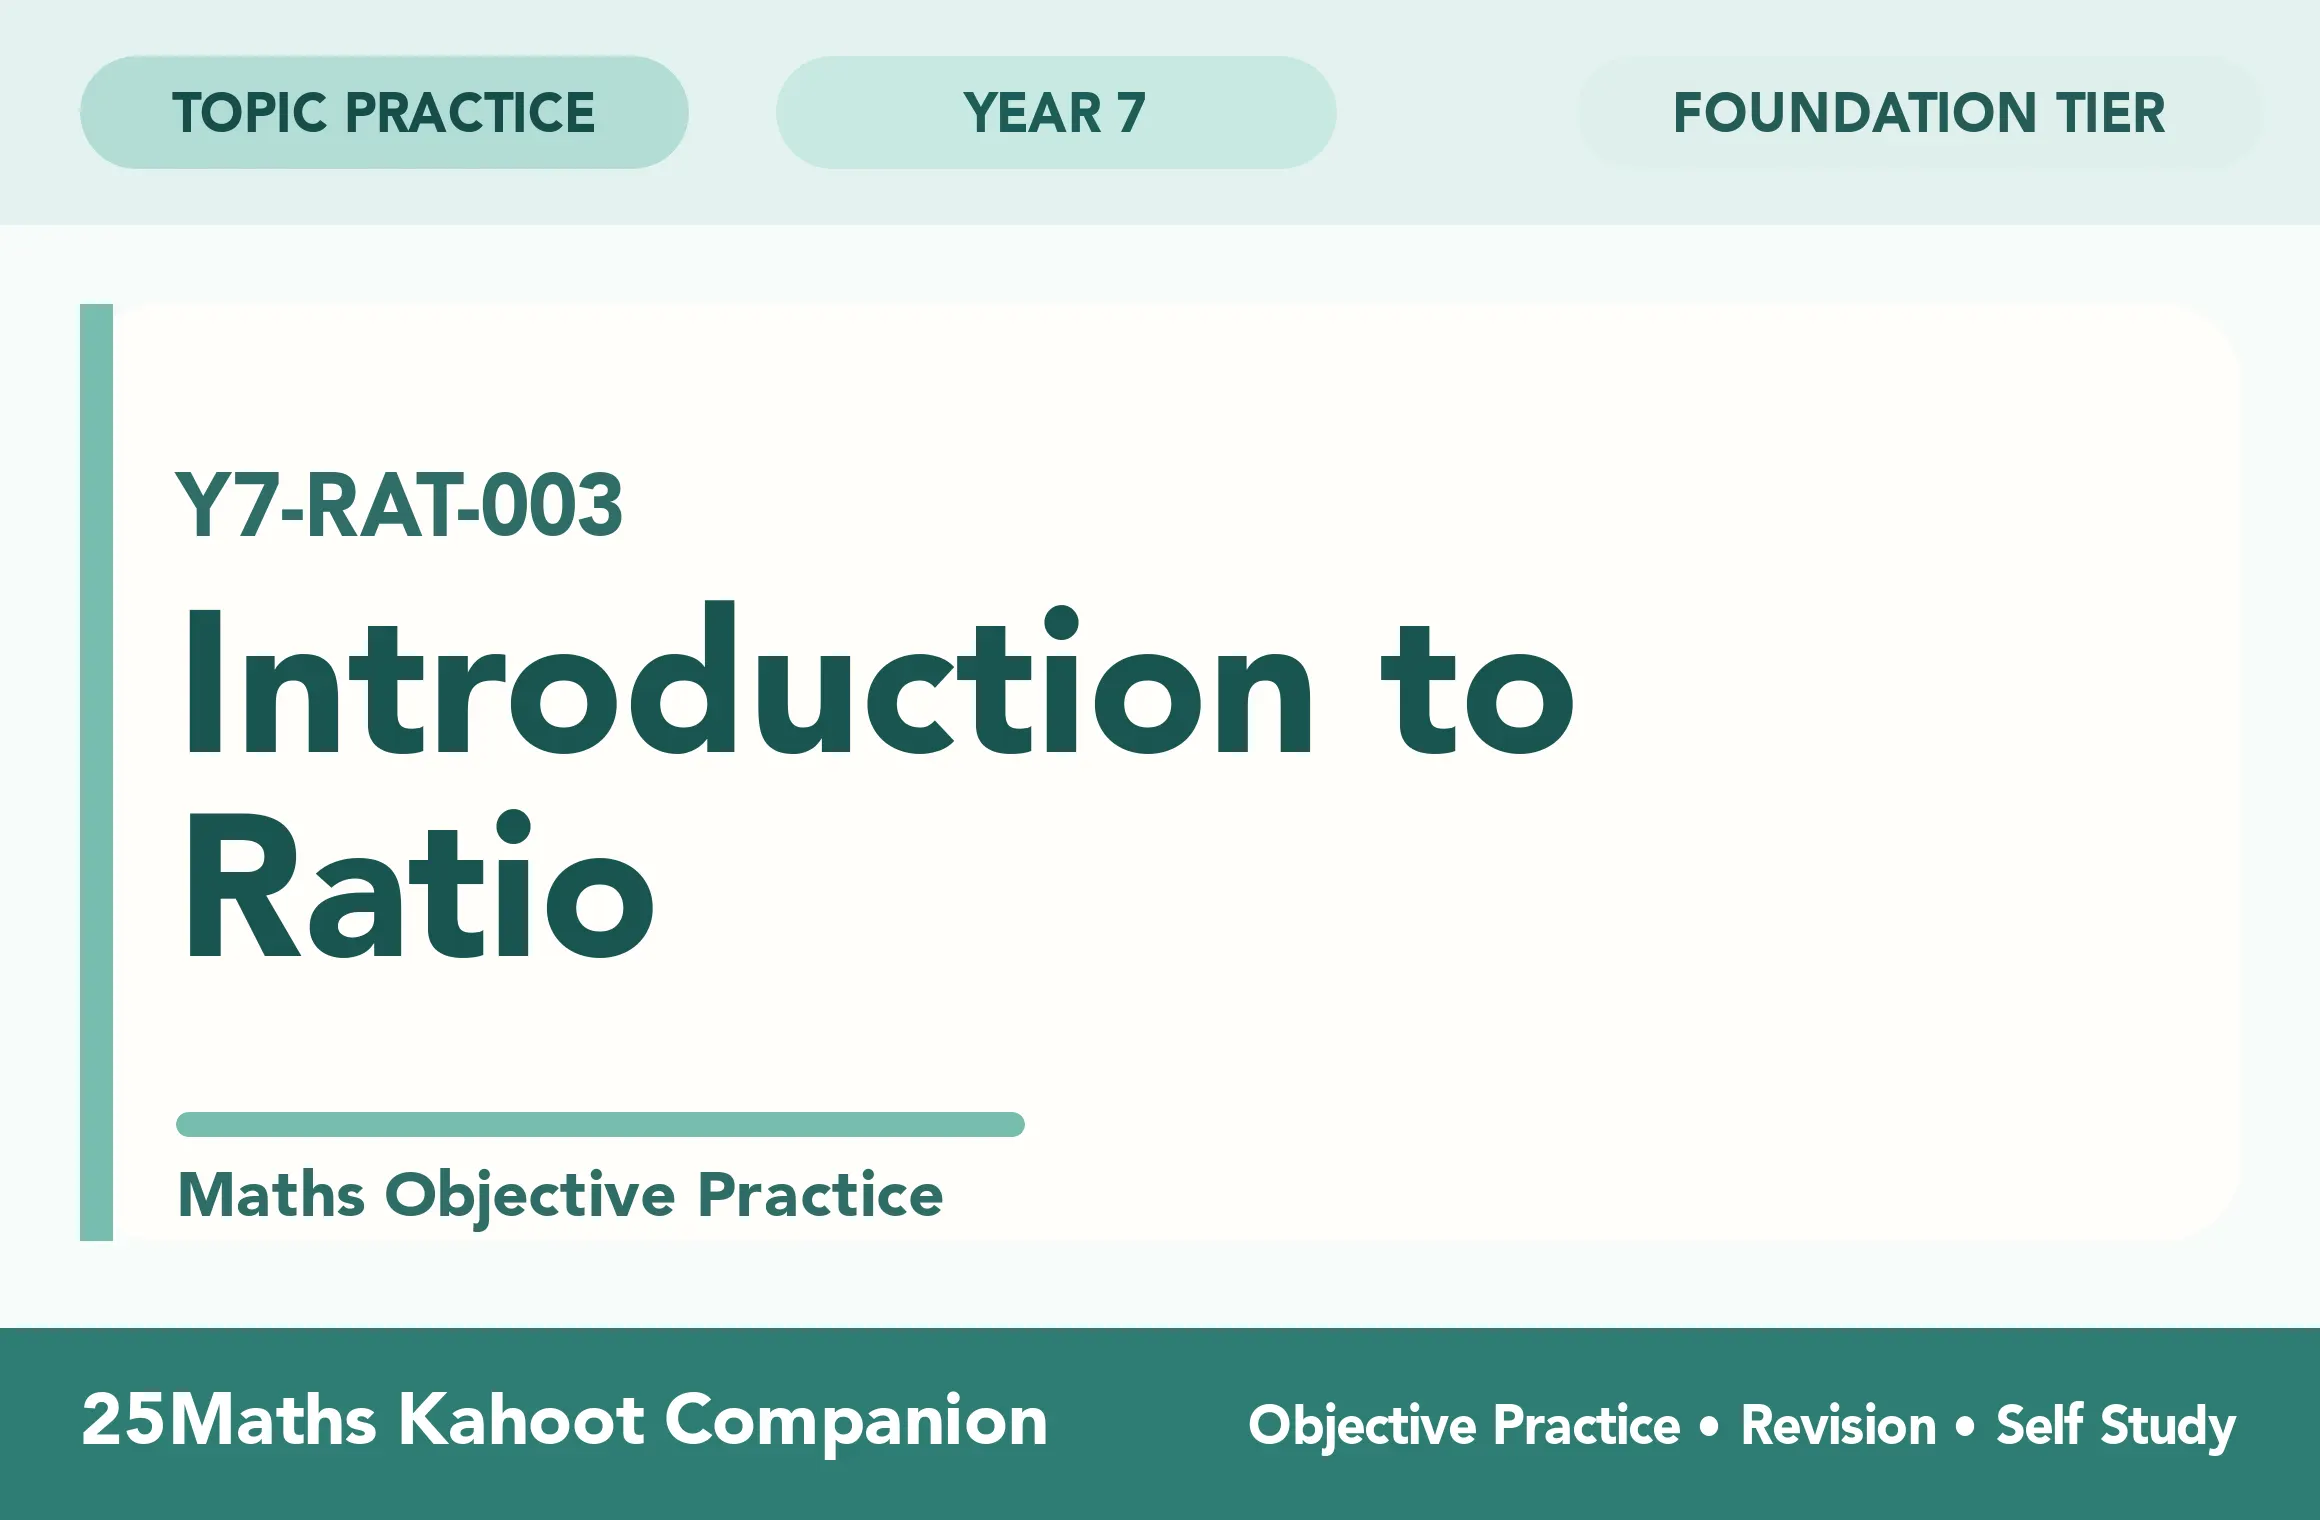 TOPIC PRACTICE
YEAR 7
FOUNDATION TIER
Y7-RAT-003
Introduction to
Ratio
Maths Objective Practice
25Maths Kahoot Companion
Objective Practice • Revision • Self Study